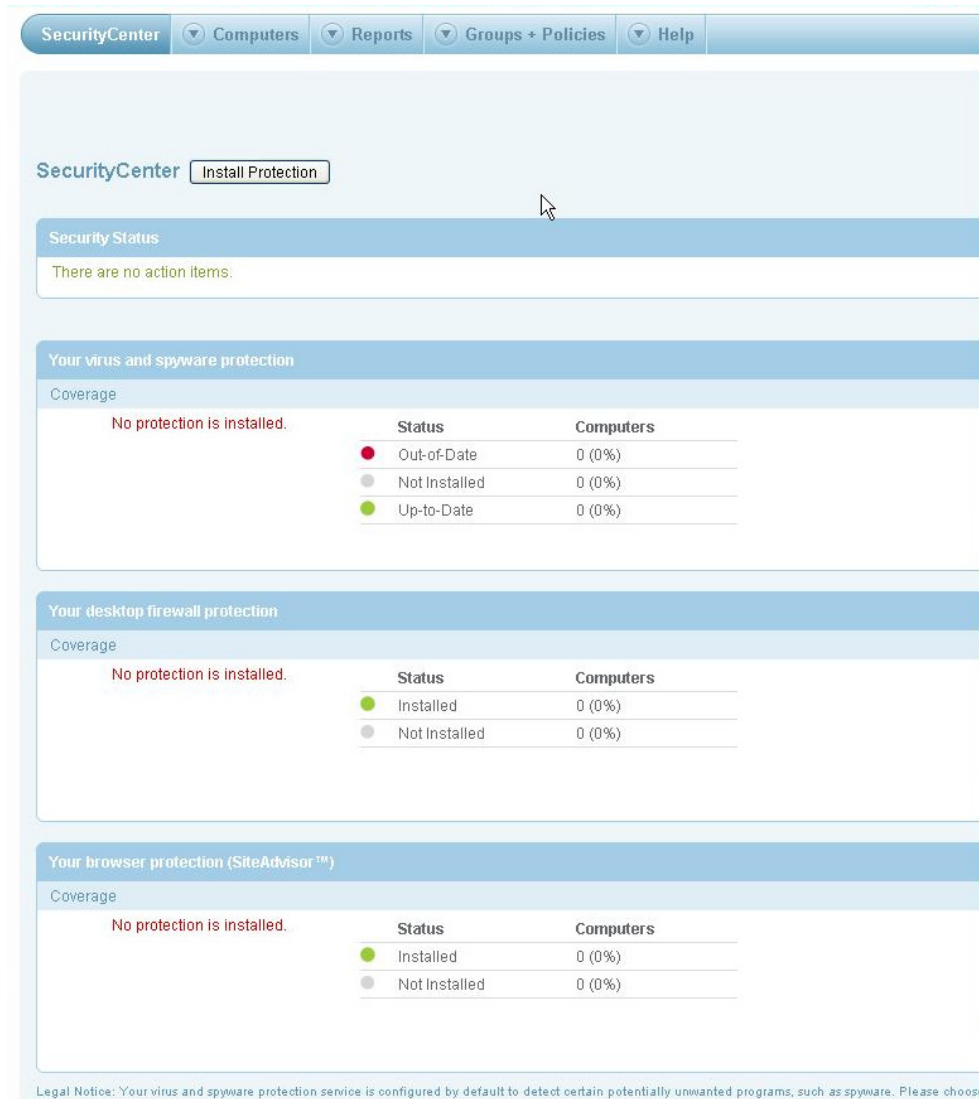 SecurityCenter Computers Reports Groups + Policies Help
SecurityCenter Install Protection
Security Status
There are no action items.
Your virus and spyware protection
Coverage
No protection is installed.
Status Computers
Out-of-Date 0 (0%)
Not Installed 0 (0%)
Up-to-Date 0 (0%)
Your desktop firewall protection
Coverage
No protection is installed.
Status Computers
Installed 0 (0%)
Not Installed 0 (0%)
Your browser protection (SiteAdvisor™)
Coverage
No protection is installed.
Status Computers
Installed 0 (0%)
Not Installed 0 (0%)
Legal Notice: Your virus and spyware protection service is configured by default to detect certain potentially unwanted programs, such as spyware. Please choos